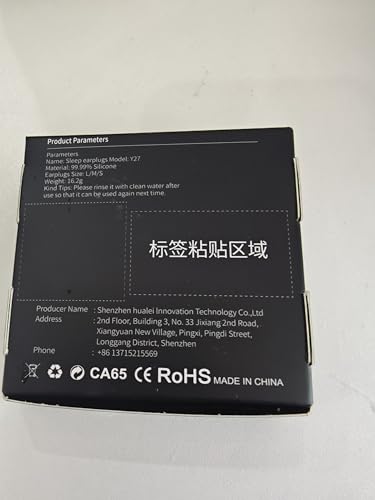 Product Parameters
Parameters
Name: Sleep earplugs Model: Y27
Material: 99.99% Silicone
Earplugs Size: L/M/S
Weight: 16.2g
Kind Tips: Please rinse it with clean water after
use so that it can be used again next time.
标签粘贴区域
Producer Name : Shenzhen hualei Innovation Technology Co.,Ltd
Address : 2nd Floor, Building 3, No. 33 Jixiang 2nd Road,
Xiangyuan New Village, Pingxi, Pingdi Street,
Longgang District, Shenzhen
Phone : +86 13715215569
CA65 CE RoHS MADE IN CHINA